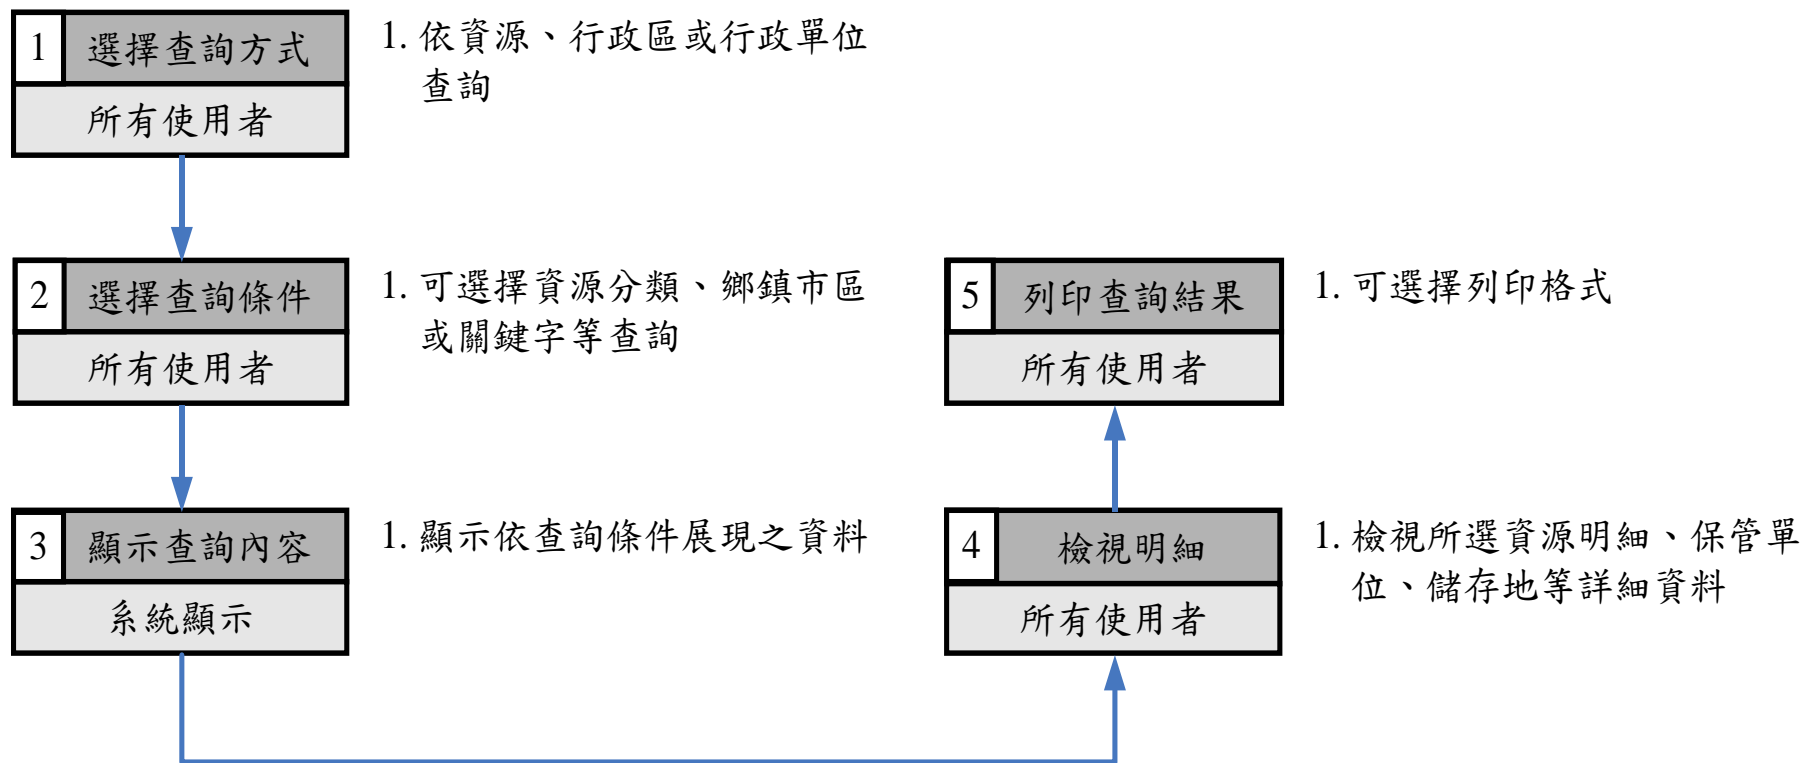 1
選擇查詢方式
所有使用者
1. 依資源、行政區或行政單位
查詢
2
選擇查詢條件
所有使用者
1. 可選擇資源分類、鄉鎮市區
或關鍵字等查詢
3
顯示查詢內容
系統顯示
1. 顯示依查詢條件展現之資料
4
檢視明細
所有使用者
1. 檢視所選資源明細、保管單
位、儲存地等詳細資料
5
列印查詢結果
所有使用者
1. 可選擇列印格式